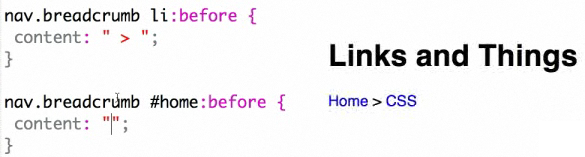 nav.breadcrumb li:before {
 content: " > ";
}
nav.breadcrumb #home:before {
 content: "";
}
Links and Things
Home > CSS